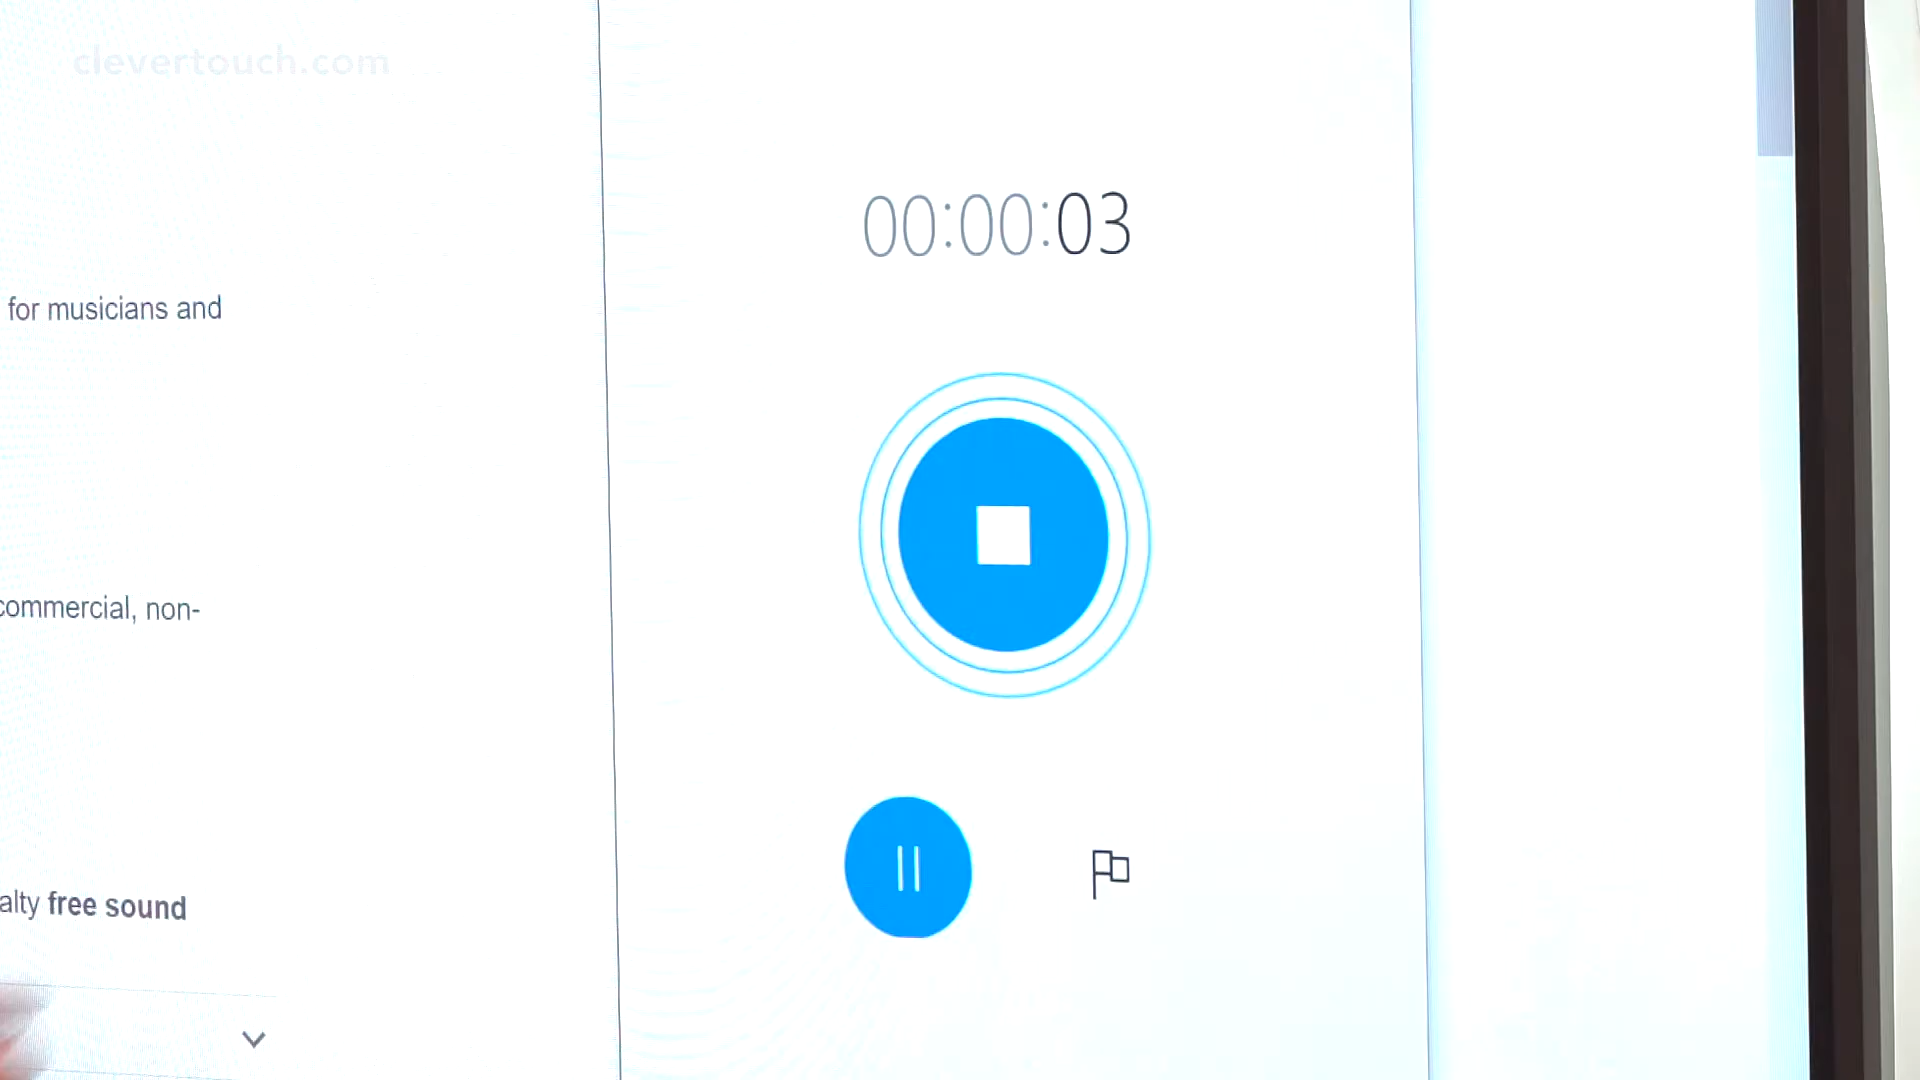 clevertouch.com
00:00:03
for musicians and
commercial, non-
alty free sound